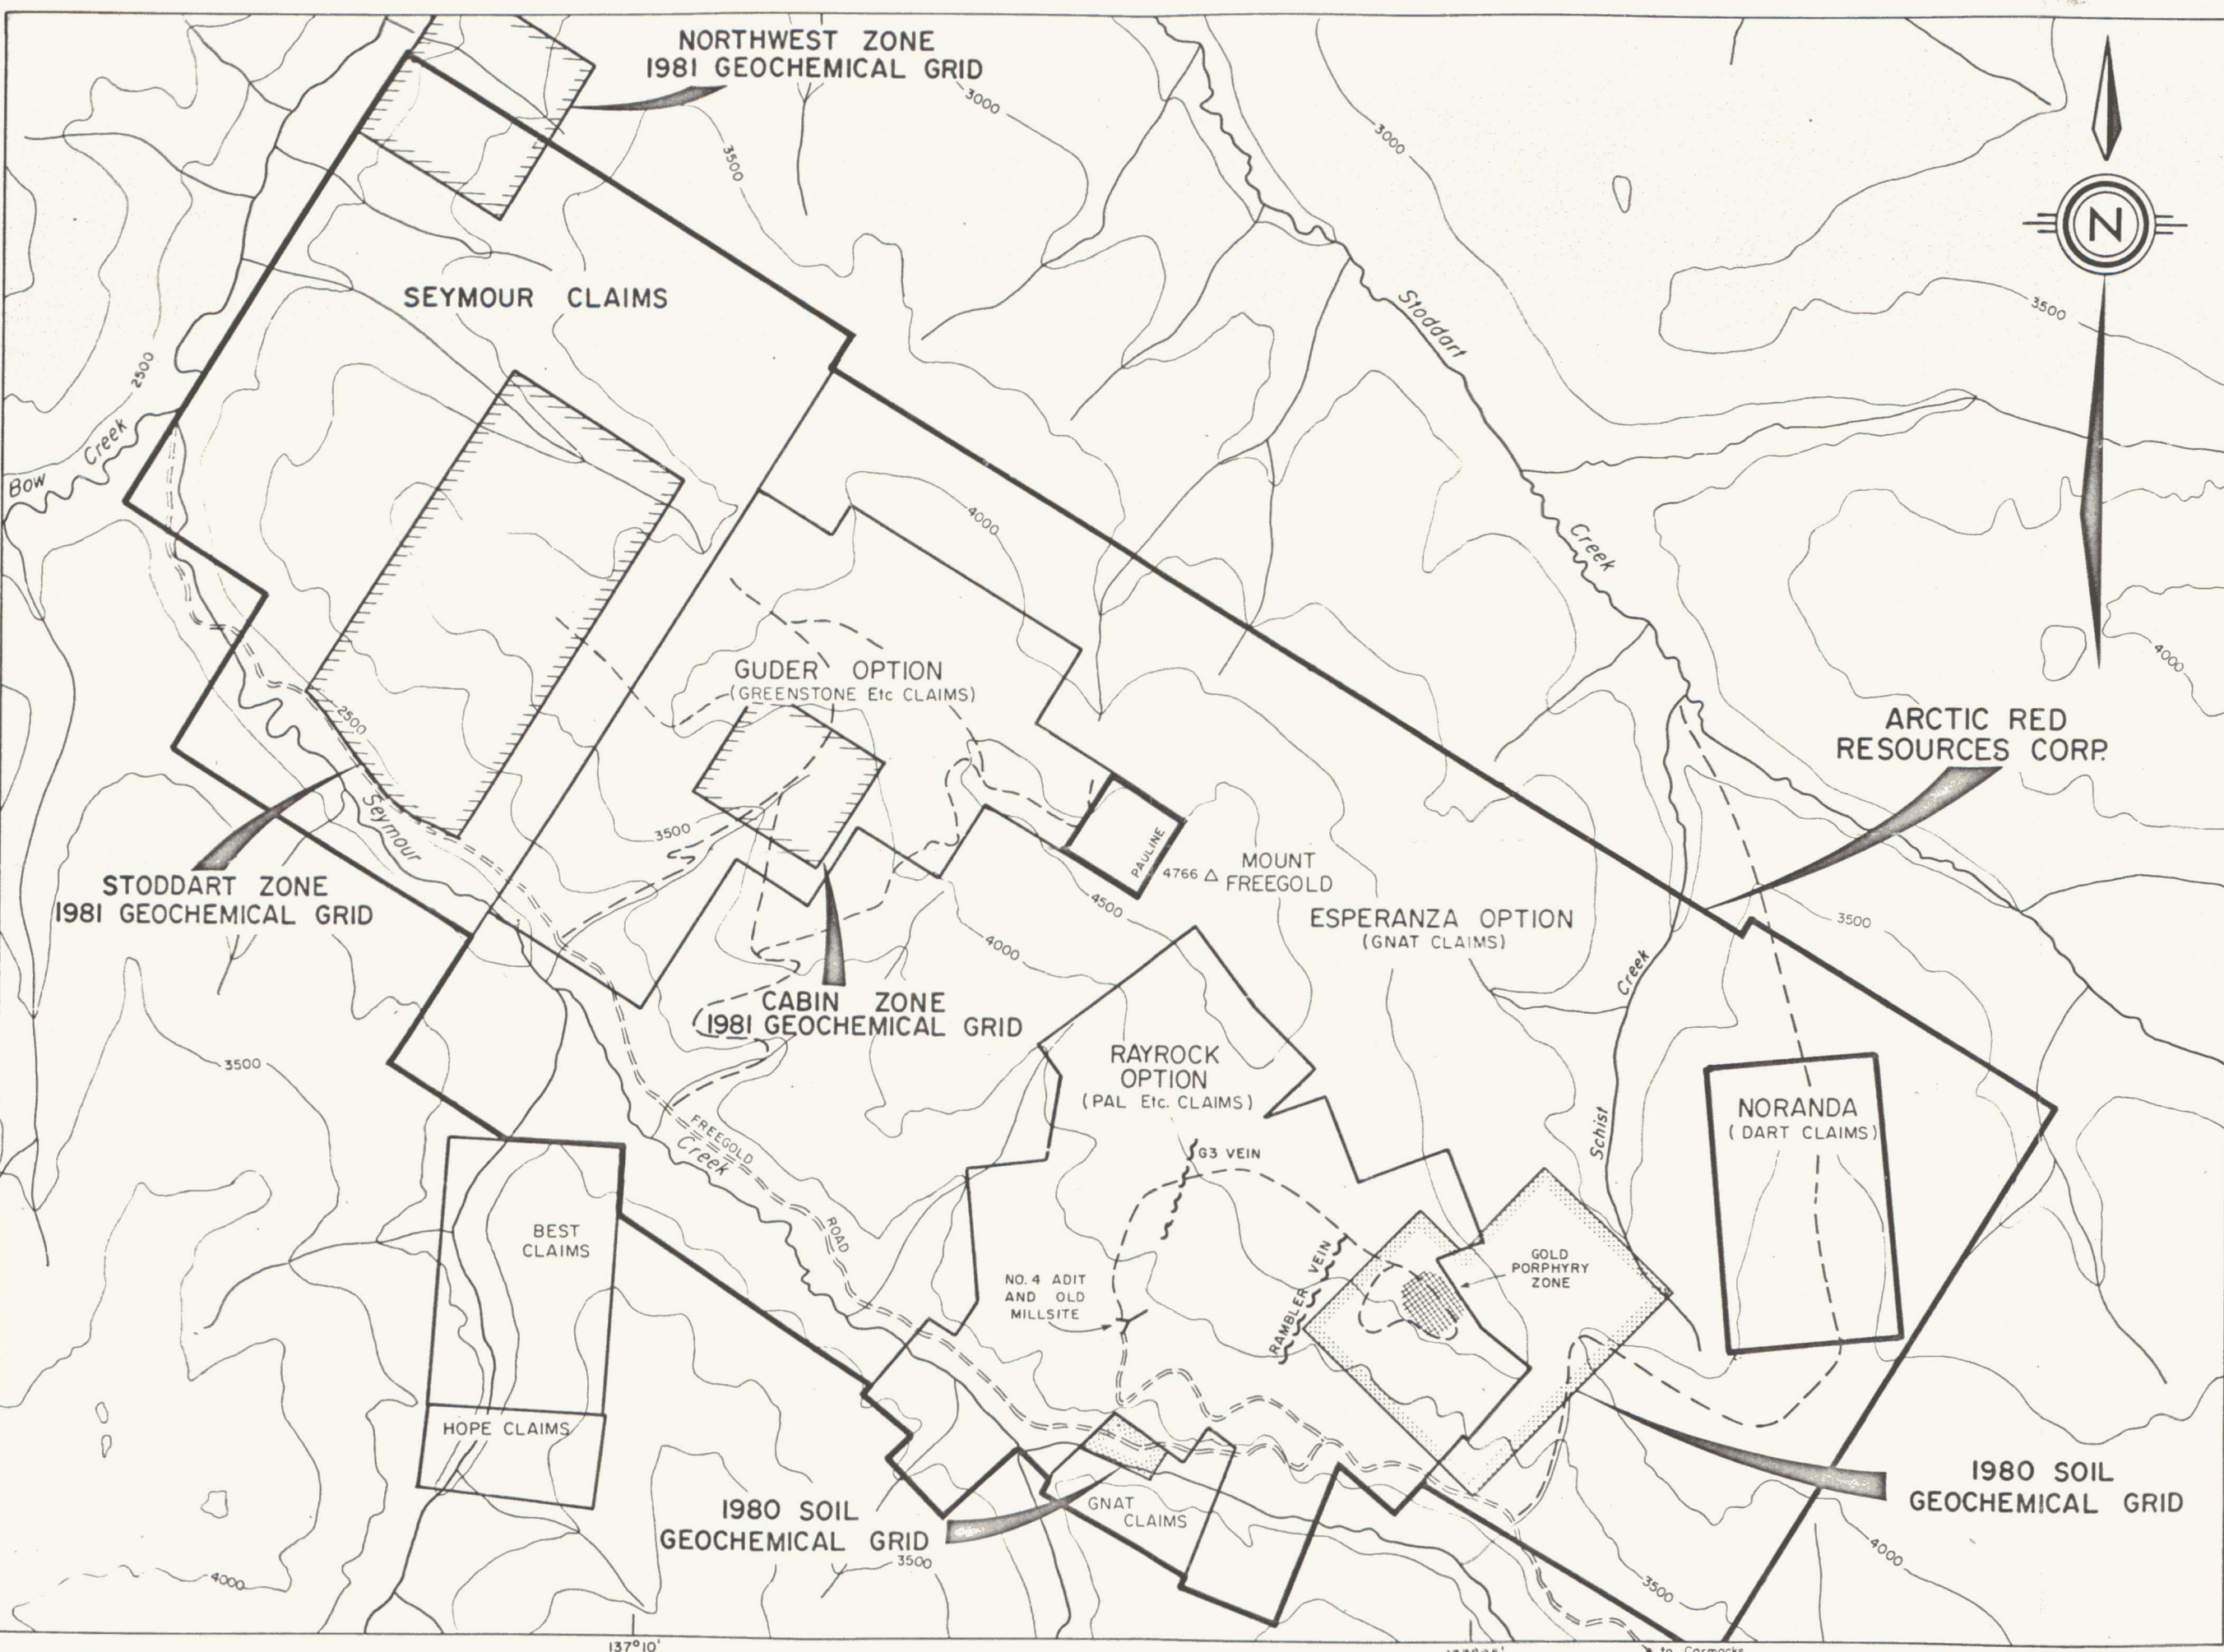 NORTHWEST ZONE
1981 GEOCHEMICAL GRID
3000
3000
3500
N
SEYMOUR CLAIMS
Stoddart
3500
2500
Creek
Bow
4000
Creek
4000
GUDER OPTION
(GREENSTONE Etc CLAIMS)
2500
ARCTIC RED
RESOURCES CORP.
3500
Seymour
PAULINE
4766
MOUNT
FREEGOLD
STODDART ZONE
1981 GEOCHEMICAL GRID
4500
ESPERANZA OPTION
(GNAT CLAIMS)
3500
4000
Creek
CABIN ZONE
1981 GEOCHEMICAL GRID
3500
RAYROCK
OPTION
(PAL Etc. CLAIMS)
NORANDA
(DART CLAIMS)
Schist
FREEGOLD
Creek
G3 VEIN
ROAD
BEST
CLAIMS
RAMBLER VEIN
GOLD
PORPHYRY
ZONE
NO. 4 ADIT
AND OLD
MILLSITE
HOPE CLAIMS
1980 SOIL
GEOCHEMICAL GRID
GNAT
CLAIMS
1980 SOIL
GEOCHEMICAL GRID
3500
4000
4000
3500
137°10'